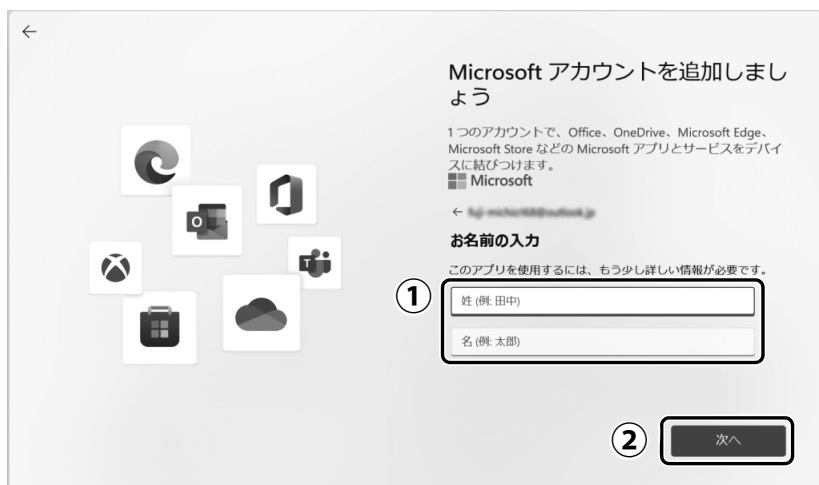 ←
Microsoft アカウントを追加しまし
ょう
1 つのアカウントで、Office、OneDrive、Microsoft Edge、
Microsoft Store などの Microsoft アプリとサービスをデバイ
スに結びつけます。
Microsoft
←
お名前の入力
このアプリを使用するには、もう少し詳しい情報が必要です。
①
姓 (例: 田中)
名 (例: 太郎)
②
次へ